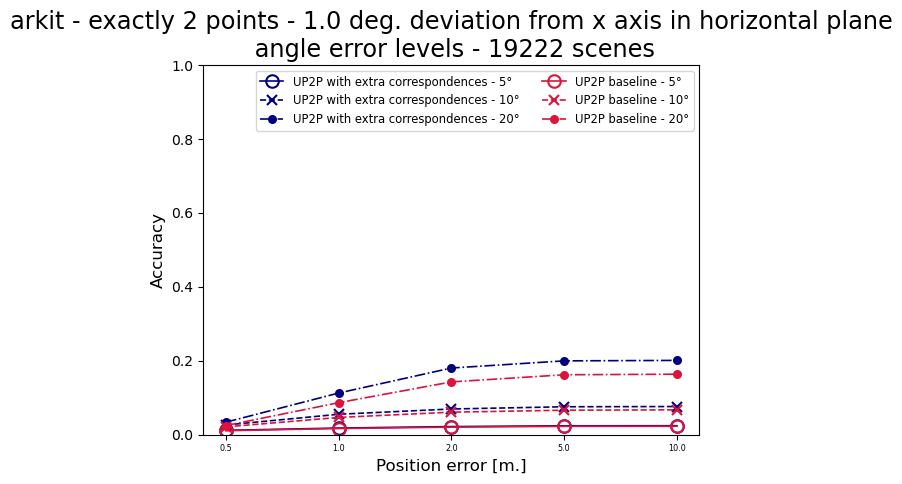 arkit - exactly 2 points - 1.0 deg. deviation from x axis in horizontal plane
angle error levels - 19222 scenes
1.0
UP2P with extra correspondences - 5°
UP2P with extra correspondences - 10°
UP2P with extra correspondences - 20°
UP2P baseline - 5°
UP2P baseline - 10°
UP2P baseline - 20°
0.8
0.6
Accuracy
0.4
0.2
0.0
0.5 1.0 2.0 5.0 10.0
Position error [m.]